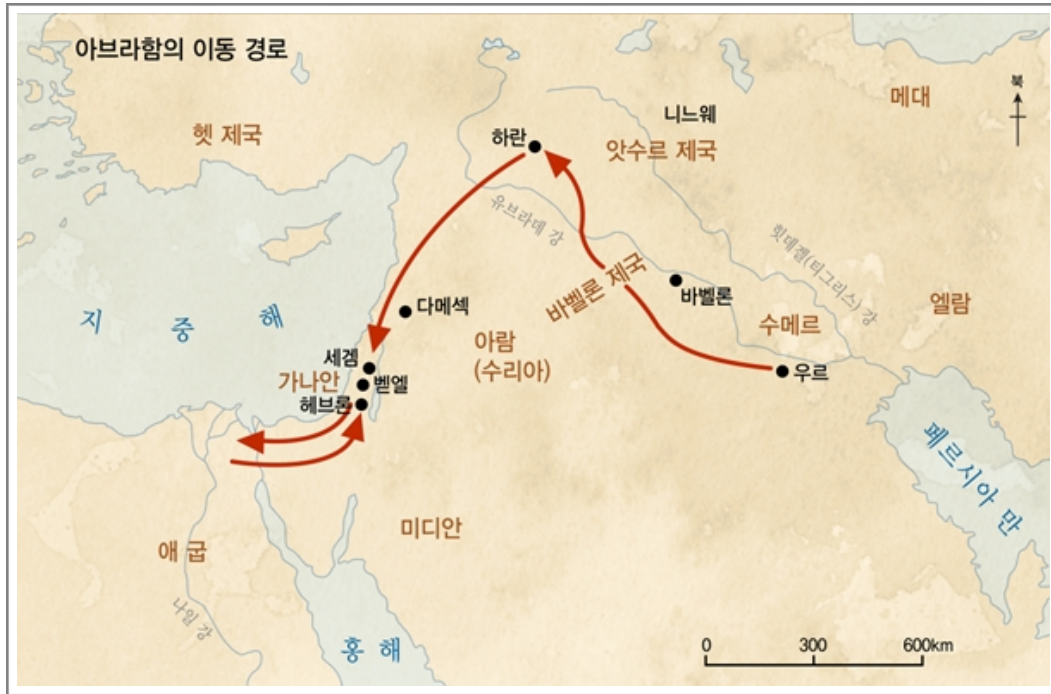 아브라함의 이동 경로
북
메대
니느웨
헷 제국
하란
앗수르 제국
유브라데 강
힛데겔(티그리스) 강
바벨론 제국
바벨론
엘람
지 중 해
다메섹
수메르
아람
(수리아)
세겜
우르
가나안
벧엘
헤브론
페르시아 만
미디안
애 굽
나일 강
홍 해
0 300 600km